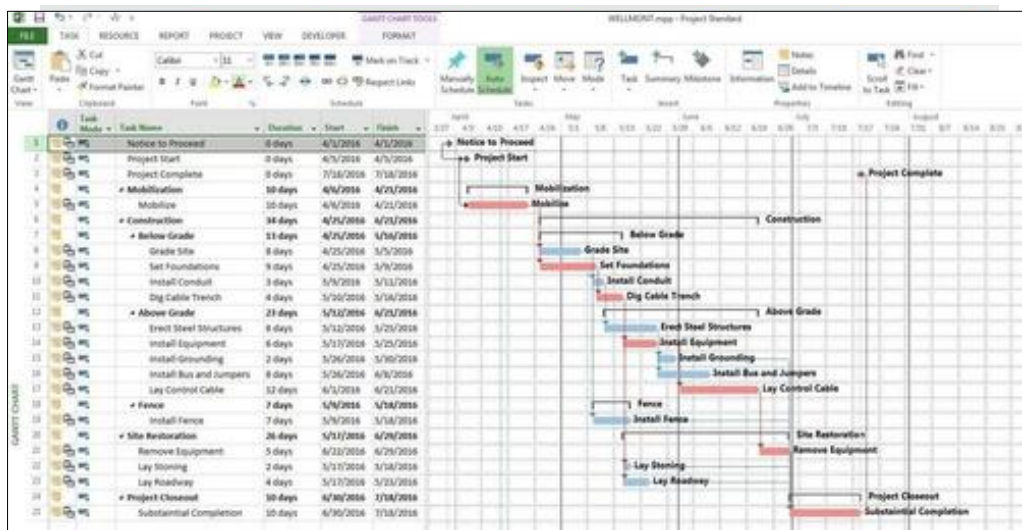 GANTT CHART TOOLS
WELLMONT.mpp - Project Standard
FILE TASK RESOURCE REPORT PROJECT VIEW DEVELOPER FORMAT
Gantt Chart
Paste
Cut
Copy
Format Painter
Calibri 11
B I U
Mark on Track
Respect Links
Manually Schedule
Auto Schedule
Inspect Move Mode
Task Summary Milestone
Information
Notes
Details
Add to Timeline
Scroll to Task
Find
Clear
Fill
View Clipboard Font Schedule Tasks Insert Properties Editing
Task Mode Task Name Duration Start Finish
April May June July August
1 Notice to Proceed 0 days 4/1/2016 4/1/2016 Notice to Proceed
2 Project Start 0 days 4/5/2016 4/5/2016 Project Start
3 Project Complete 0 days 7/18/2016 7/18/2016 Project Complete
4 Mobilization 10 days 4/6/2016 4/21/2016 Mobilization
5 Mobilize 10 days 4/6/2016 4/21/2016 Mobilize
6 Construction 34 days 4/25/2016 6/21/2016 Construction
7 Below Grade 13 days 4/25/2016 5/16/2016 Below Grade
8 Grade Site 8 days 4/25/2016 5/5/2016 Grade Site
9 Set Foundations 9 days 4/25/2016 5/9/2016 Set Foundations
10 Install Conduit 3 days 5/9/2016 5/11/2016 Install Conduit
11 Dig Cable Trench 4 days 5/10/2016 5/16/2016 Dig Cable Trench
12 Above Grade 23 days 5/12/2016 6/21/2016 Above Grade
13 Erect Steel Structures 8 days 5/12/2016 5/25/2016 Erect Steel Structures
14 Install Equipment 6 days 5/17/2016 5/25/2016 Install Equipment
15 Install Grounding 2 days 5/26/2016 5/30/2016 Install Grounding
16 Install Bus and Jumpers 8 days 5/26/2016 6/8/2016 Install Bus and Jumpers
17 Lay Control Cable 12 days 6/1/2016 6/21/2016 Lay Control Cable
18 Fence 7 days 5/9/2016 5/18/2016 Fence
19 Install Fence 7 days 5/9/2016 5/18/2016 Install Fence
20 Site Restoration 26 days 5/17/2016 6/29/2016 Site Restoration
21 Remove Equipment 5 days 6/22/2016 6/29/2016 Remove Equipment
22 Lay Stoning 2 days 5/17/2016 5/18/2016 Lay Stoning
23 Lay Roadway 4 days 5/17/2016 5/23/2016 Lay Roadway
24 Project Closeout 10 days 6/30/2016 7/18/2016 Project Closeout
25 Substaintial Completion 10 days 6/30/2016 7/18/2016 Substaintial Completion
GANTT CHART